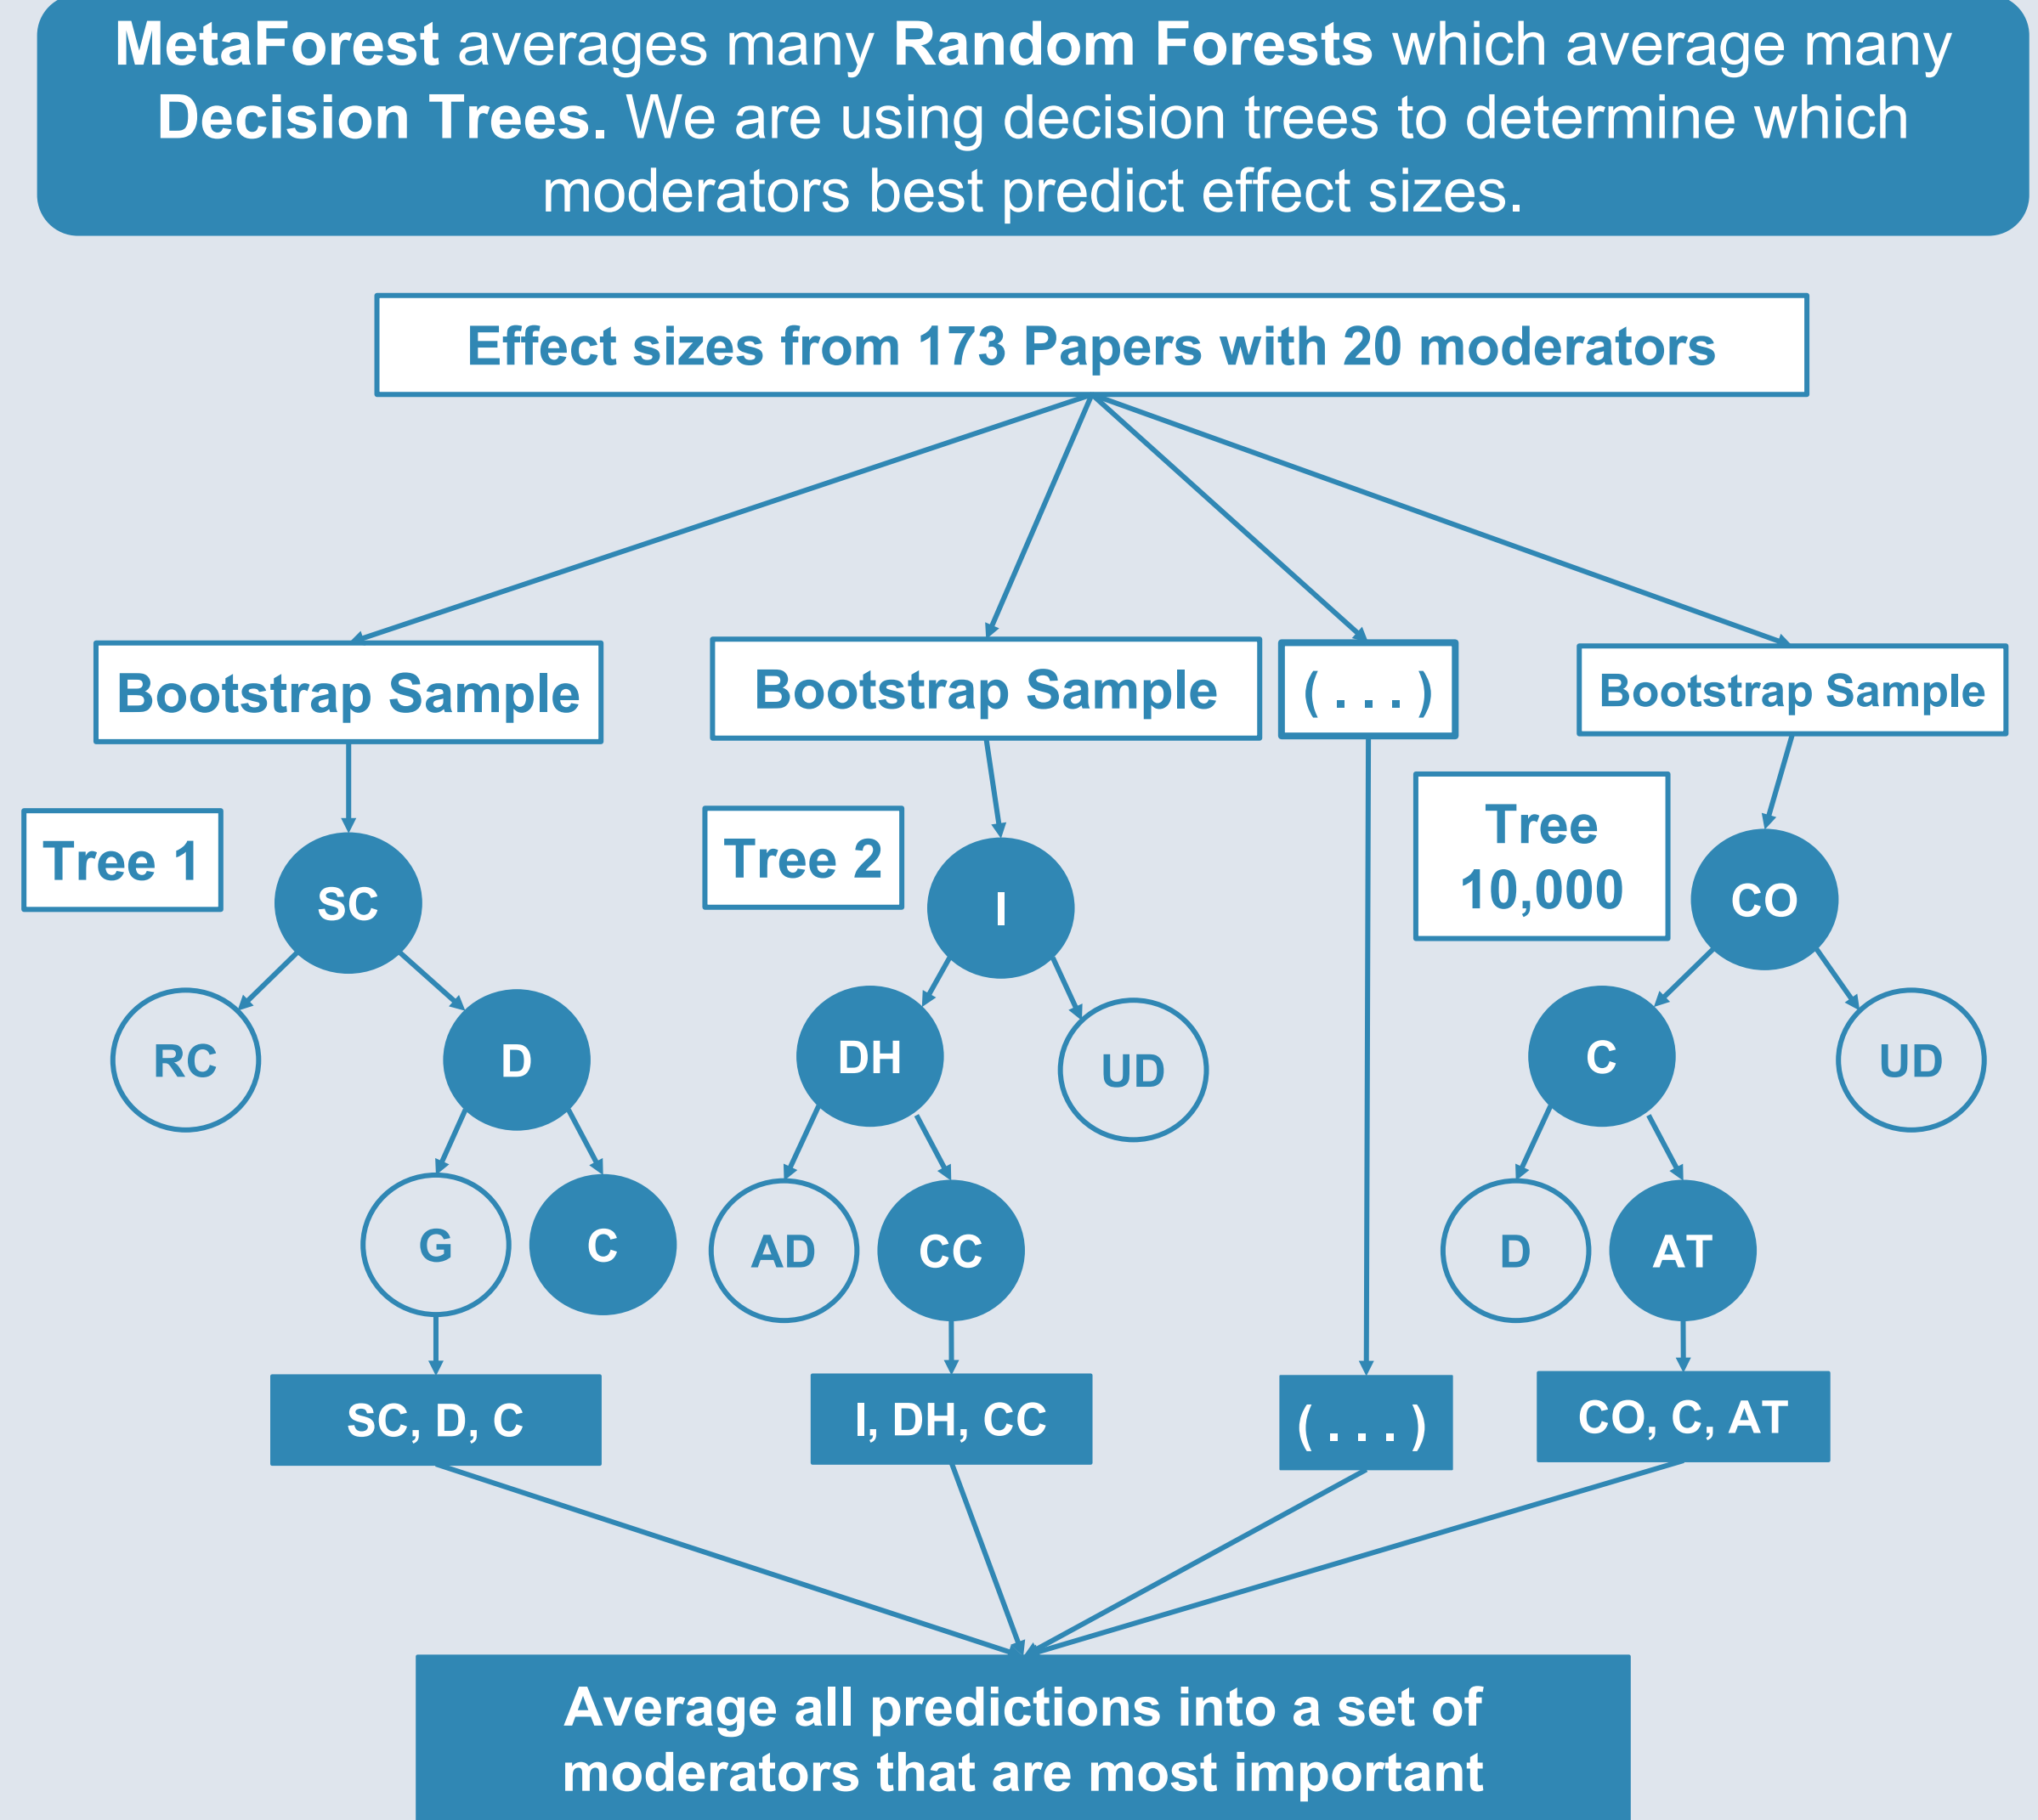 MetaForest averages many Random Forests which average many
Decision Trees. We are using decision trees to determine which
moderators best predict effect sizes.
Effect sizes from 173 Papers with 20 moderators
Bootstrap Sample
Bootstrap Sample
( . . . )
Bootstrap Sample
Tree 1
SC
RC
D
G
C
SC, D, C
Tree 2
I
DH
UD
AD
CC
I, DH, CC
( . . . )
Tree
10,000
CO
C
UD
D
AT
CO, C, AT
Average all predictions into a set of
moderators that are most important